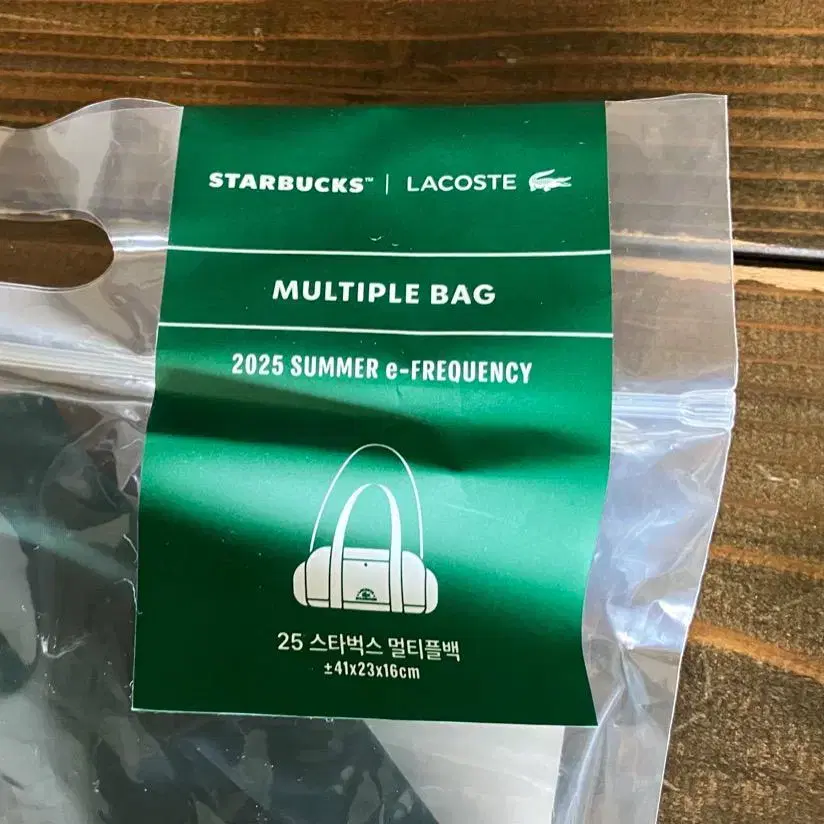 STARBUCKS™ | LACOSTE
MULTIPLE BAG
2025 SUMMER e-FREQUENCY
25 스타벅스 멀티플백
±41x23x16cm